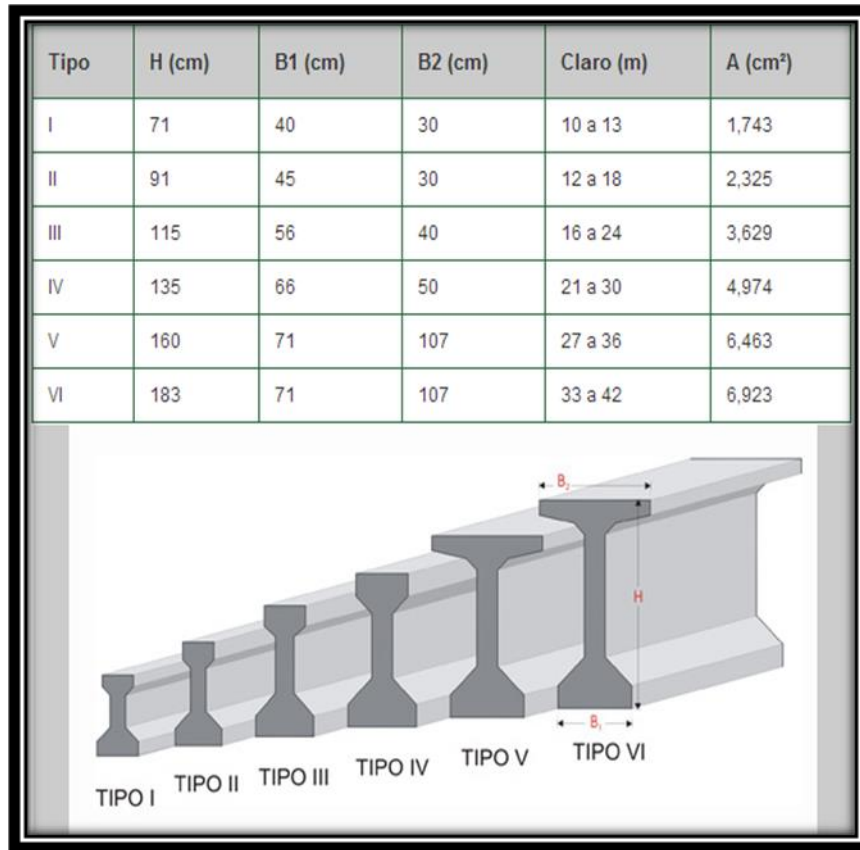 Tipo H (cm) B1 (cm) B2 (cm) Claro (m) A (cm²)
I 71 40 30 10 a 13 1,743
II 91 45 30 12 a 18 2,325
III 115 56 40 16 a 24 3,629
IV 135 66 50 21 a 30 4,974
V 160 71 107 27 a 36 6,463
VI 183 71 107 33 a 42 6,923
B₂
H
B₁
TIPO I TIPO II TIPO III TIPO IV TIPO V TIPO VI